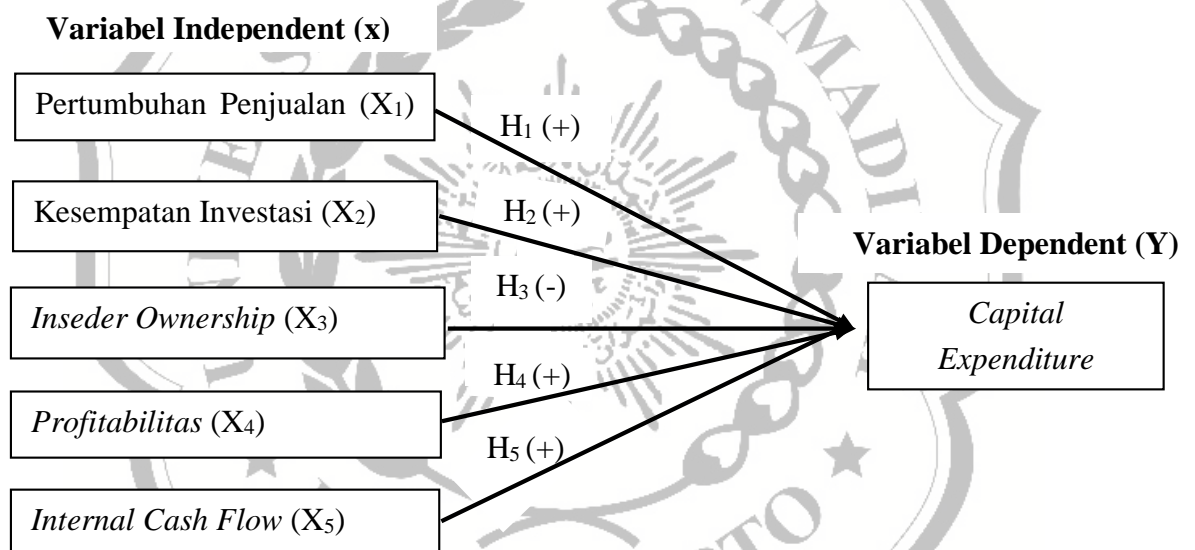 Variabel Independent (x)
Pertumbuhan Penjualan (X₁)
H₁ (+)
Kesempatan Investasi (X₂)
H₂ (+)
Variabel Dependent (Y)
Inseder Ownership (X₃)
H₃ (-)
Capital
Expenditure
Profitabilitas (X₄)
H₄ (+)
H₅ (+)
Internal Cash Flow (X₅)